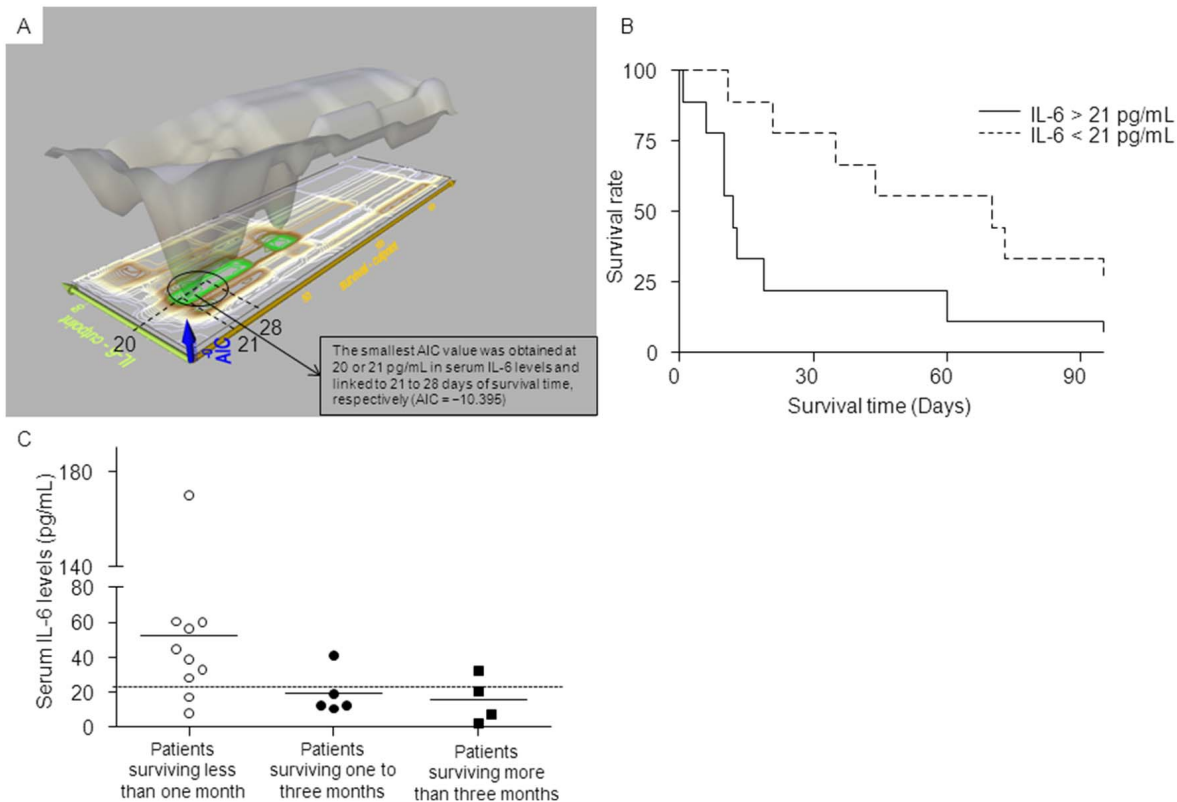 A
IL-6 - cutpoint
8
20
AIC
21
28
survival - cutpoint
The smallest AIC value was obtained at
20 or 21 pg/mL in serum IL-6 levels and
linked to 21 to 28 days of survival time,
respectively (AIC = −10.395)
B
100
75
50
25
0
Survival rate
0 30 60 90
Survival time (Days)
IL-6 > 21 pg/mL
IL-6 < 21 pg/mL
C
Serum IL-6 levels (pg/mL)
180
140
80
60
40
20
0
Patients
surviving less
than one month
Patients
surviving one to
three months
Patients
surviving more
than three months